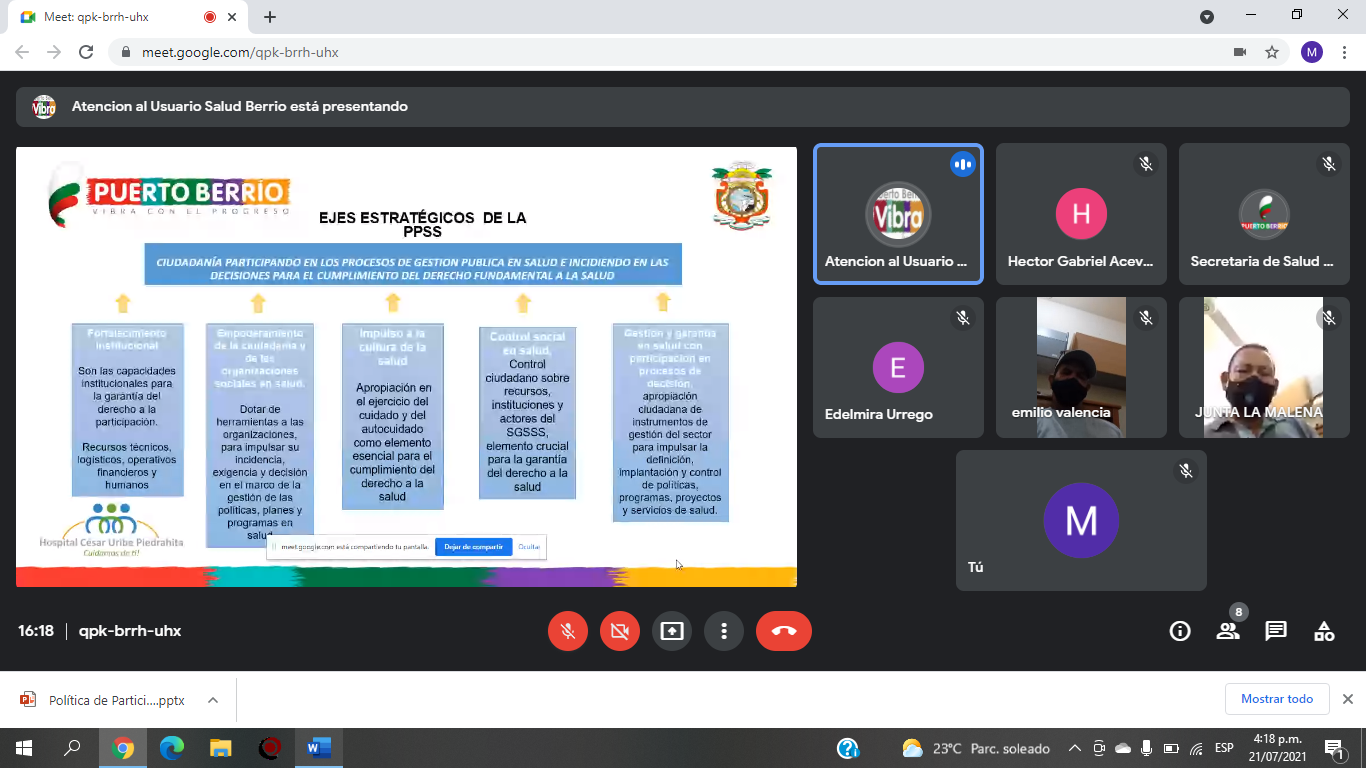 Meet: qpk-brrh-uhx
meet.google.com/qpk-brrh-uhx
M
Vibra
Atencion al Usuario Salud Berrio está presentando
PUERTO BERRÍO
VIBRA CON EL PROGRESO
EJES ESTRATÉGICOS DE LA
PPSS
CIUDADANÍA PARTICIPANDO EN LOS PROCESOS DE GESTION PUBLICA EN SALUD E INCIDIENDO EN LAS
DECISIONES PARA EL CUMPLIMIENTO DEL DERECHO FUNDAMENTAL A LA SALUD
Fortalecimiento
institucional
Son las capacidades
institucionales para
la garantía del
derecho a la
participación.
Recursos técnicos,
logísticos, operativos
financieros y
humanos
Empoderamiento
de la ciudadanía y
de las
organizaciones
sociales en salud.
Dotar de
herramientas a las
organizaciones,
para impulsar su
incidencia,
exigencia y decisión
en el marco de la
gestión de las
políticas, planes y
programas en
salud
Impulso a la
cultura de la
salud
Apropiación en
el ejercicio del
cuidado y del
autocuidado
como elemento
esencial para el
cumplimiento del
derecho a la
salud
Control social
en salud.
Control
ciudadano sobre
recursos,
instituciones y
actores del
SGSSS,
elemento crucial
para la garantía
del derecho a la
salud
Gestión y garantía
en salud con
participación en
procesos de
decisión.
apropiación
ciudadana de
instrumentos de
gestión del sector
para impulsar la
definición,
implantación y control
de políticas,
programas, proyectos
y servicios de salud.
Hospital César Uribe Piedrahíta
Cuidamos de ti!
meet.google.com está compartiendo tu pantalla.
Dejar de compartir
Ocultar
Vibra
Atencion al Usuario ...
H
Hector Gabriel Acev...
PUERTO BERRÍO
Secretaria de Salud ...
E
Edelmira Urrego
emilio valencia
JUNTA LA MALENA
M
Tú
16:18 | qpk-brrh-uhx
8
Política de Partici....pptx
Mostrar todo
23°C Parc. soleado
ESP
4:18 p.m.
21/07/2021
1